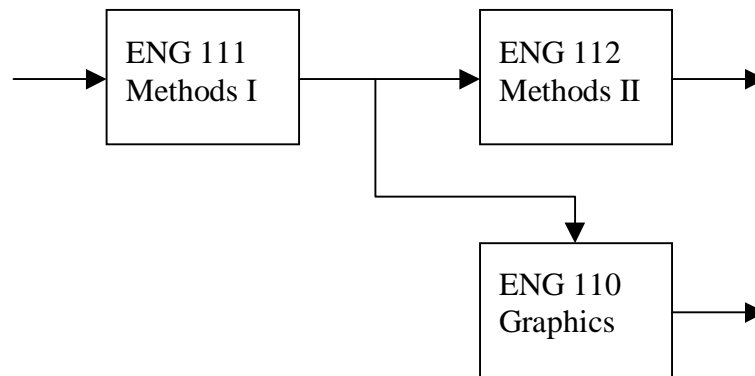 ENG 111
Methods I
ENG 112
Methods II
ENG 110
Graphics